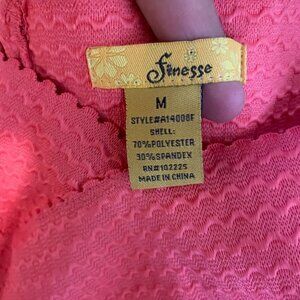 Finesse
M
STYLE#A14008F
SHELL:
70%POLYESTER
30%SPANDEX
RN#102225
MADE IN CHINA